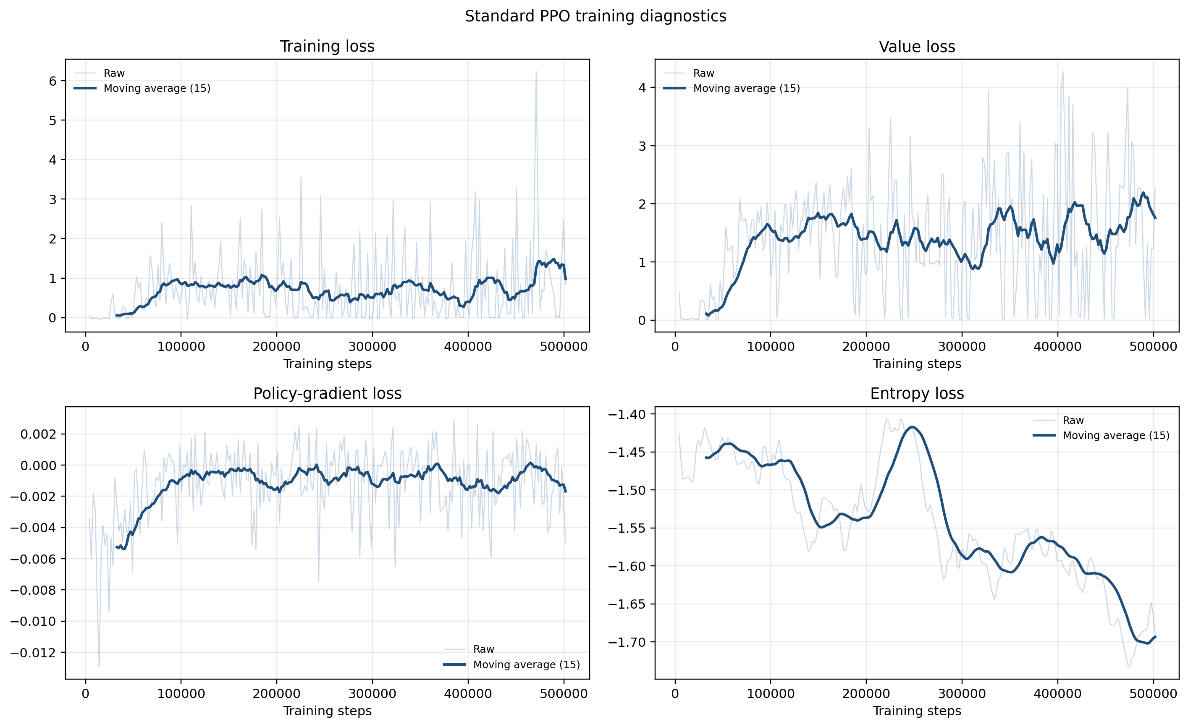 Standard PPO training diagnostics
Training loss
Raw
Moving average (15)
6
5
4
3
2
1
0
0 100000 200000 300000 400000 500000
Training steps
Value loss
Raw
Moving average (15)
4
3
2
1
0
0 100000 200000 300000 400000 500000
Training steps
Policy-gradient loss
0.002
0.000
−0.002
−0.004
−0.006
−0.008
−0.010
−0.012
Raw
Moving average (15)
0 100000 200000 300000 400000 500000
Training steps
Entropy loss
Raw
Moving average (15)
−1.40
−1.45
−1.50
−1.55
−1.60
−1.65
−1.70
0 100000 200000 300000 400000 500000
Training steps